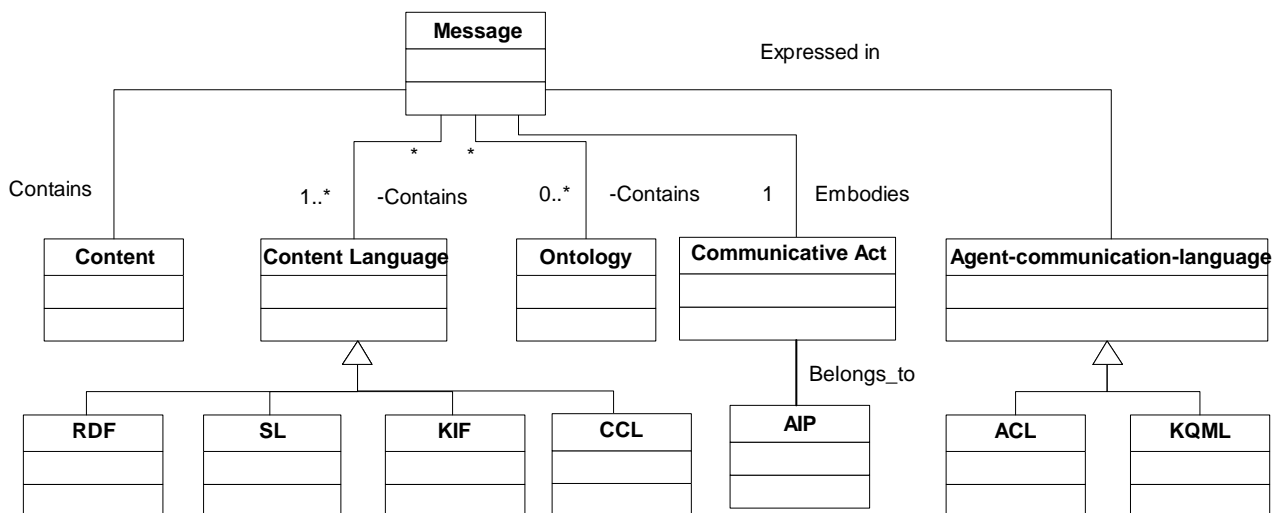 Message
Expressed in
* *
Contains 1..* -Contains 0..* -Contains 1 Embodies
Content Content Language Ontology Communicative Act Agent-communication-language
Belongs_to
RDF SL KIF CCL AIP ACL KQML